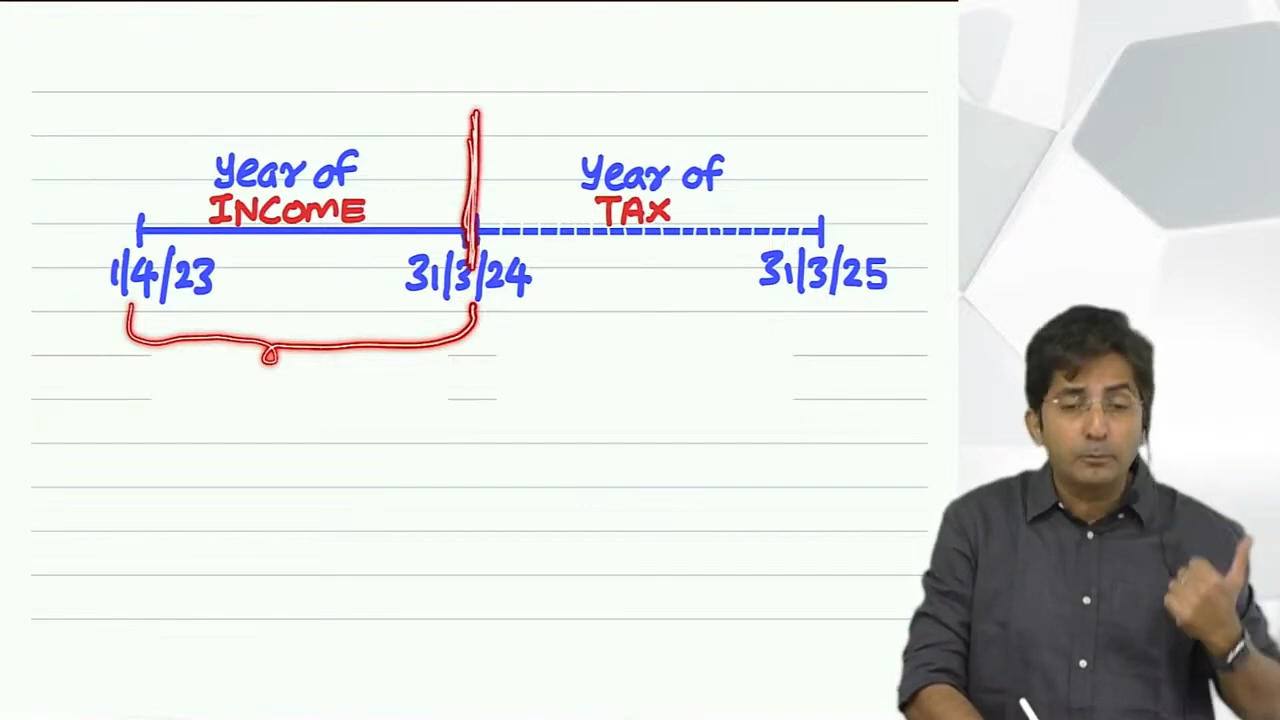 Year of
INCOME
Year of
TAX
1/4/23
31/3/24
31/3/25